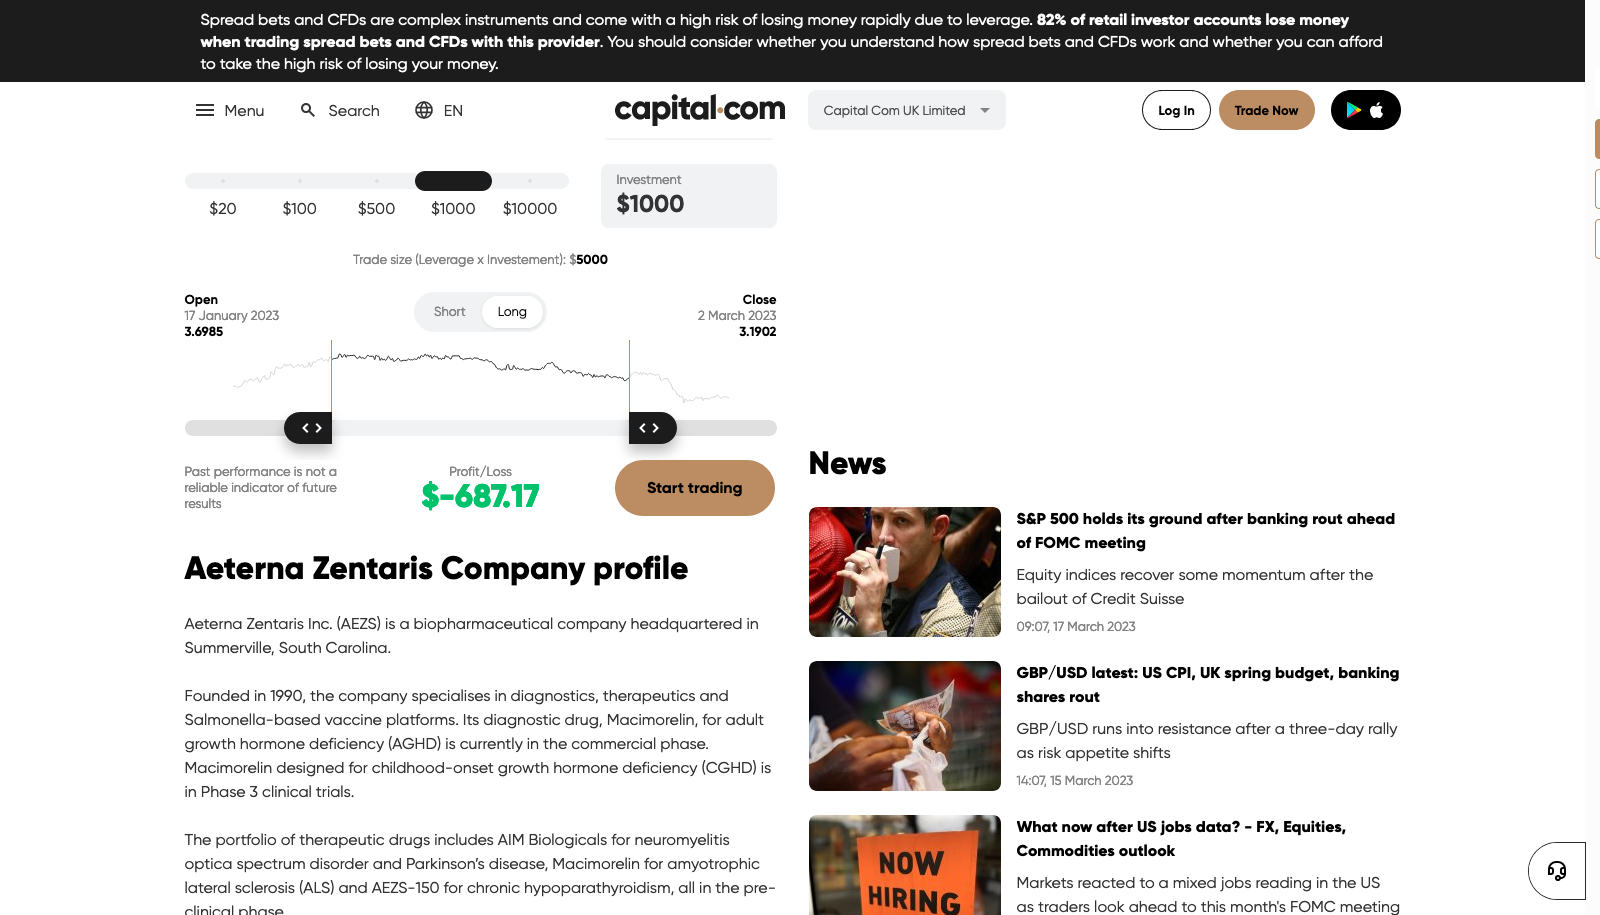 Spread bets and CFDs are complex instruments and come with a high risk of losing money rapidly due to leverage. 82% of retail investor accounts lose money
when trading spread bets and CFDs with this provider. You should consider whether you understand how spread bets and CFDs work and whether you can afford
to take the high risk of losing your money.
Menu
Search
EN
capital.com
Capital Com UK Limited
Log In
Trade Now
$20
$100
$500
$1000
$10000
Investment
$1000
Trade size (Leverage x Investement): $5000
Open
17 January 2023
3.6985
Short
Long
Close
2 March 2023
3.1902
Past performance is not a
reliable indicator of future
results
Profit/Loss
$-687.17
Start trading
Aeterna Zentaris Company profile
Aeterna Zentaris Inc. (AEZS) is a biopharmaceutical company headquartered in
Summerville, South Carolina.
Founded in 1990, the company specialises in diagnostics, therapeutics and
Salmonella-based vaccine platforms. Its diagnostic drug, Macimorelin, for adult
growth hormone deficiency (AGHD) is currently in the commercial phase.
Macimorelin designed for childhood-onset growth hormone deficiency (CGHD) is
in Phase 3 clinical trials.
The portfolio of therapeutic drugs includes AIM Biologicals for neuromyelitis
optica spectrum disorder and Parkinson's disease, Macimorelin for amyotrophic
lateral sclerosis (ALS) and AEZS-150 for chronic hypoparathyroidism, all in the pre-
clinical phase.
News
S&P 500 holds its ground after banking rout ahead
of FOMC meeting
Equity indices recover some momentum after the
bailout of Credit Suisse
09:07, 17 March 2023
GBP/USD latest: US CPI, UK spring budget, banking
shares rout
GBP/USD runs into resistance after a three-day rally
as risk appetite shifts
14:07, 15 March 2023
NOW
HIRING
What now after US jobs data? - FX, Equities,
Commodities outlook
Markets reacted to a mixed jobs reading in the US
as traders look ahead to this month's FOMC meeting